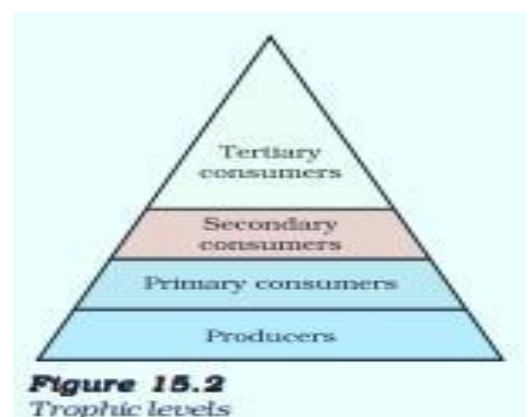 Tertiary
consumers
Secondary
consumers
Primary consumers
Producers
Figure 15.2
Trophic levels